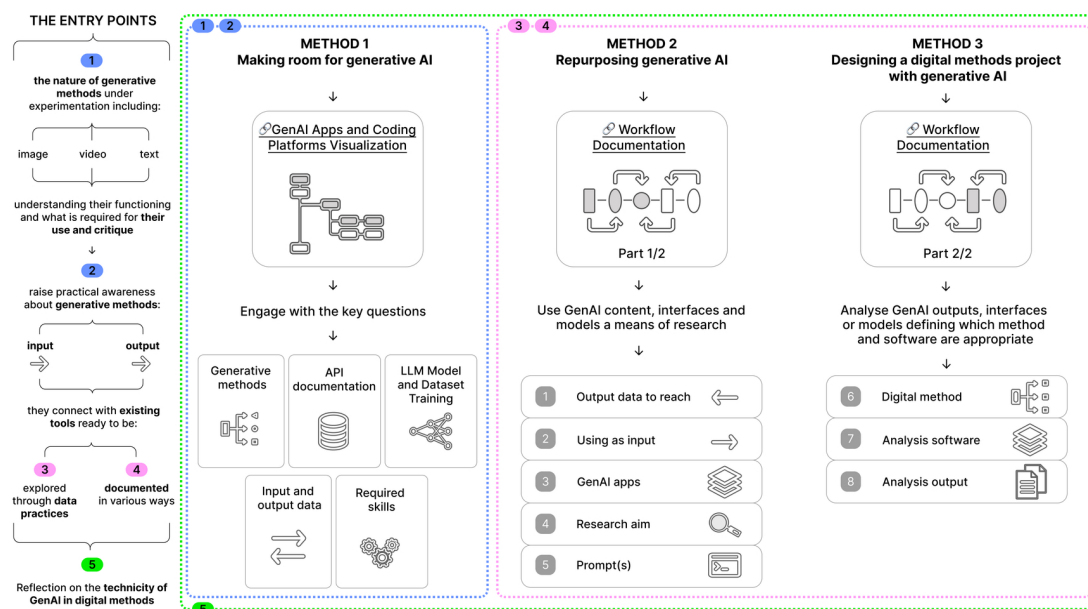 THE ENTRY POINTS
1
the nature of generative
methods under
experimentation including:
image video text
understanding their functioning
and what is required for their
use and critique
2
raise practical awareness
about generative methods:
input output
they connect with existing
tools ready to be:
3
explored
through data
practices
4
documented
in various ways
5
Reflection on the technicity of
GenAI in digital methods
1 2
METHOD 1
Making room for generative AI
GenAI Apps and Coding
Platforms Visualization
Engage with the key questions
Generative
methods
API
documentation
LLM Model
and Dataset
Training
Input and
output data
Required
skills
3 4
METHOD 2
Repurposing generative AI
Workflow
Documentation
Part 1/2
Use GenAI content, interfaces and
models a means of research
1 Output data to reach
2 Using as input
3 GenAI apps
4 Research aim
5 Prompt(s)
METHOD 3
Designing a digital methods project
with generative AI
Workflow
Documentation
Part 2/2
Analyse GenAI outputs, interfaces
or models defining which method
and software are appropriate
6 Digital method
7 Analysis software
8 Analysis output
5